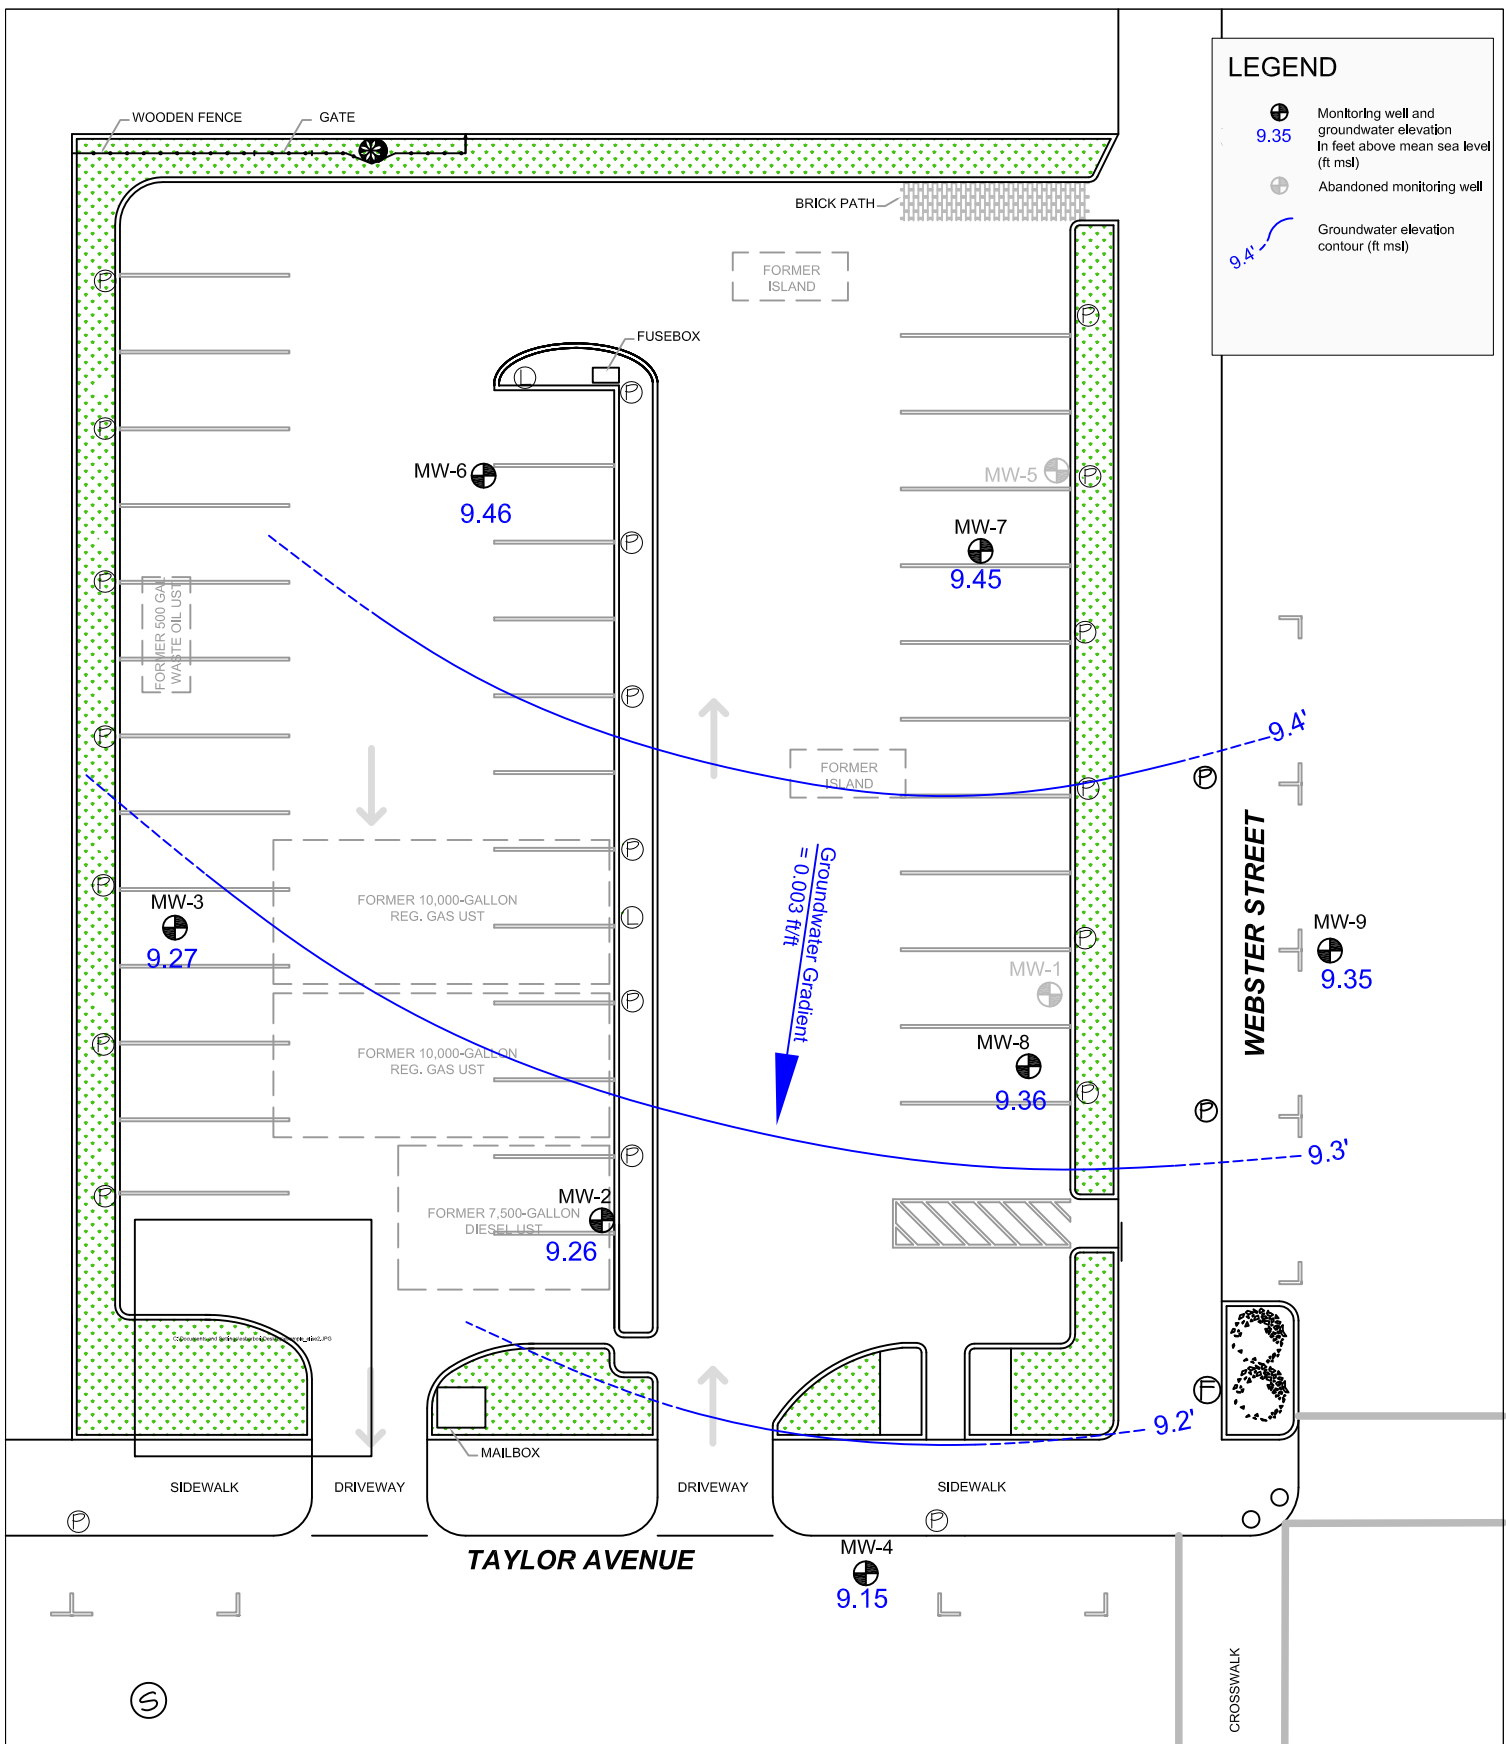 LEGEND
Monitoring well and
groundwater elevation
in feet above mean sea level
(ft msl)
9.35
Abandoned monitoring well
Groundwater elevation
contour (ft msl)
9.4'
WOODEN FENCE
GATE
BRICK PATH
FORMER
ISLAND
FUSEBOX
L
P
P
P
P
MW-6
9.46
MW-5
P
MW-7
9.45
P
FORMER 500 GAL
WASTE OIL UST
P
P
P
P
9.4'
FORMER
ISLAND
P
P
P
Groundwater Gradient
= 0.003 ft/ft
WEBSTER STREET
P
P
FORMER 10,000-GALLON
REG. GAS UST
L
MW-3
9.27
P
MW-9
9.35
MW-1
P
P
FORMER 10,000-GALLON
REG. GAS UST
MW-8
9.36
P
P
9.3'
P
P
MW-2
FORMER 7,500-GALLON
DIESEL UST
9.26
F
9.2'
MAILBOX
SIDEWALK
DRIVEWAY
DRIVEWAY
SIDEWALK
P
P
TAYLOR AVENUE
MW-4
9.15
S
CROSSWALK